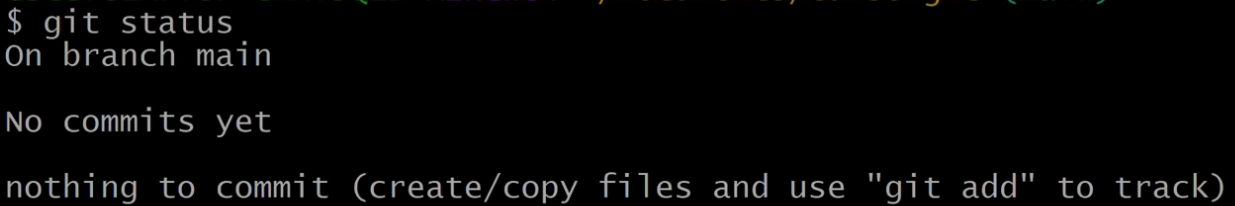 $ git status
On branch main
No commits yet
nothing to commit (create/copy files and use "git add" to track)